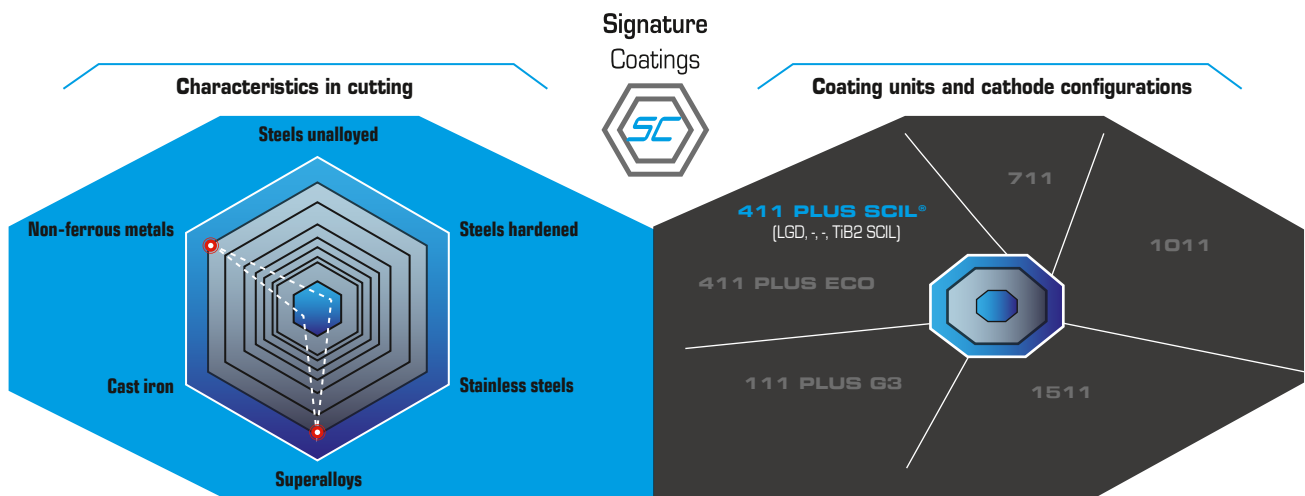 Signature
Coatings
SC
Characteristics in cutting
Steels unalloyed
Non-ferrous metals
Steels hardened
Cast iron
Stainless steels
Superalloys
Coating units and cathode configurations
711
411 PLUS SCIL®
(LGD, -, -, TiB2 SCIL)
1011
411 PLUS ECO
111 PLUS G3
1511